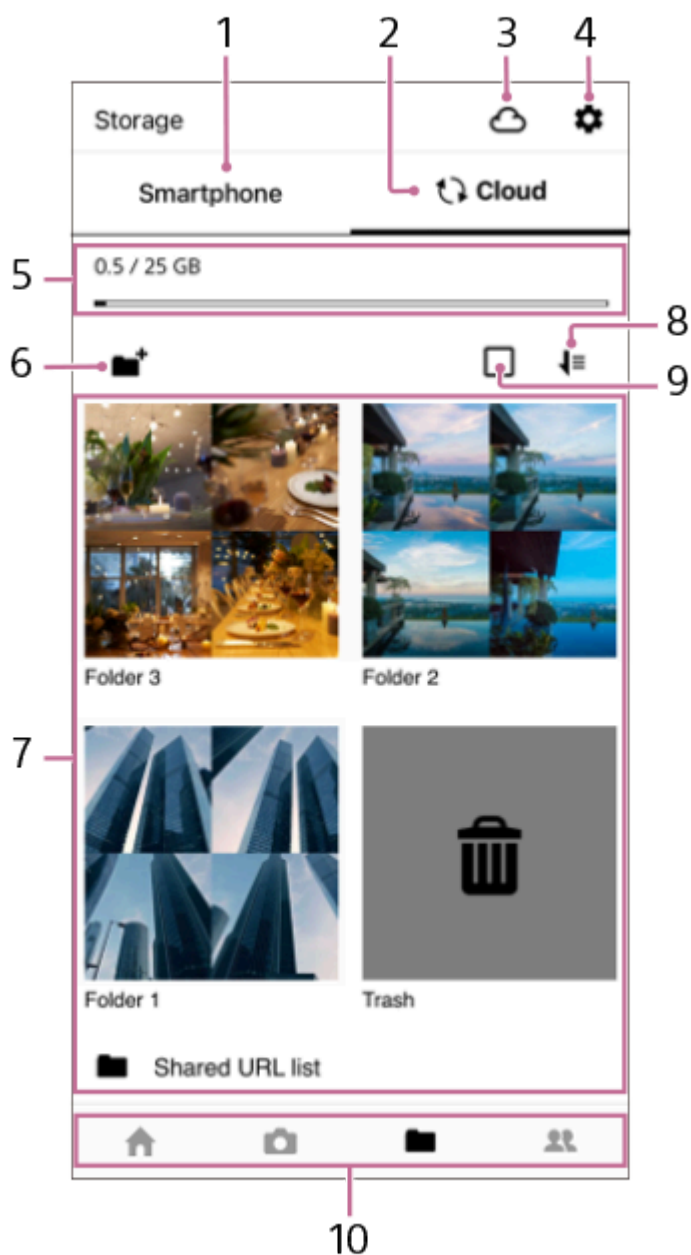 1 2 3 4
Storage
Smartphone Cloud
5
0.5 / 25 GB
8
6
9
Folder 3 Folder 2
7
Folder 1 Trash
Shared URL list
10